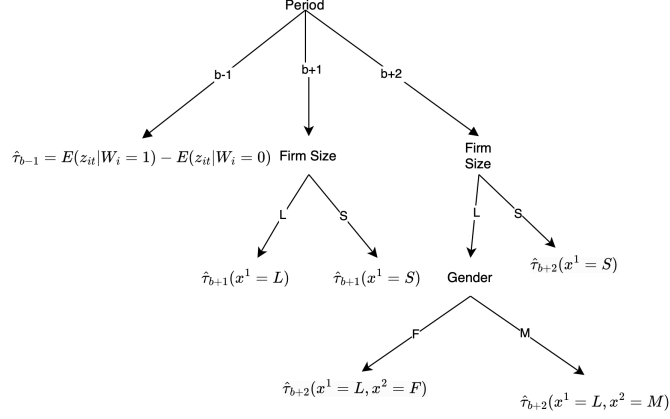 Period
b-1
b+1
b+2
τ̂_{b−1} = E(z_{it}|W_i = 1) − E(z_{it}|W_i = 0)
Firm Size
Firm
Size
L
S
L
S
τ̂_{b+1}(x^1 = L)
τ̂_{b+1}(x^1 = S)
Gender
τ̂_{b+2}(x^1 = S)
F
M
τ̂_{b+2}(x^1 = L, x^2 = F)
τ̂_{b+2}(x^1 = L, x^2 = M)